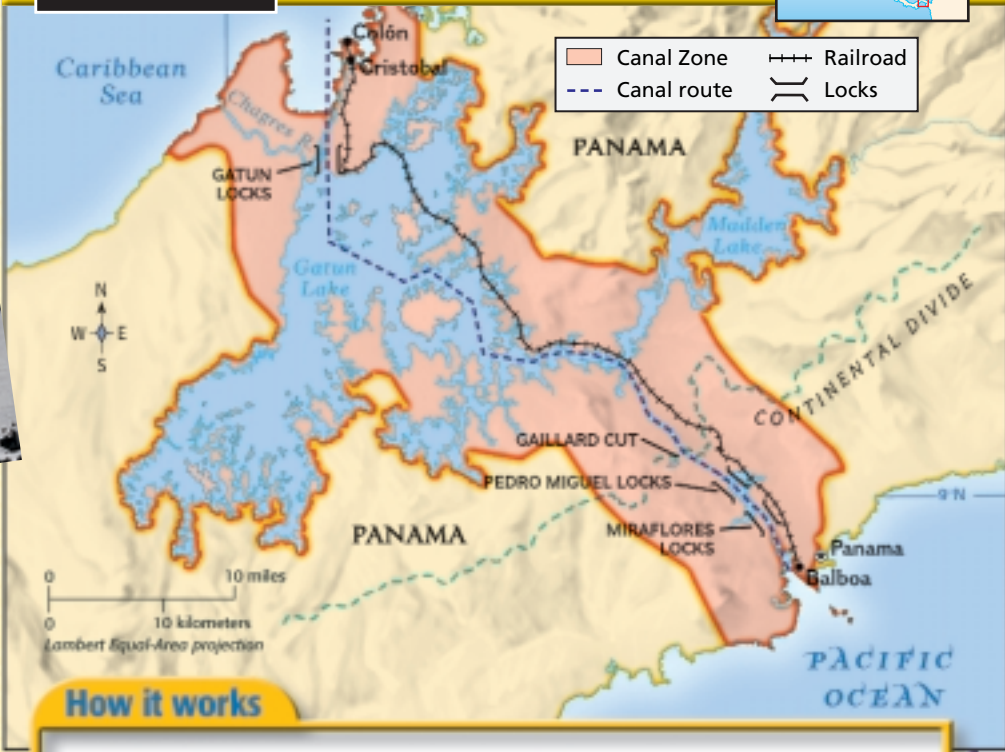 Colón
Cristobal
Caribbean
Sea
Canal Zone
Railroad
Canal route
Locks
Chagres R.
PANAMA
GATUN
LOCKS
Madden
Lake
Gatun
Lake
N
W E
S
CONTINENTAL DIVIDE
GAILLARD CUT
PEDRO MIGUEL LOCKS
9°N
MIRAFLORES
LOCKS
PANAMA
Panama
Balboa
0 10 miles
0 10 kilometers
Lambert Equal-Area projection
PACIFIC
OCEAN
How it works